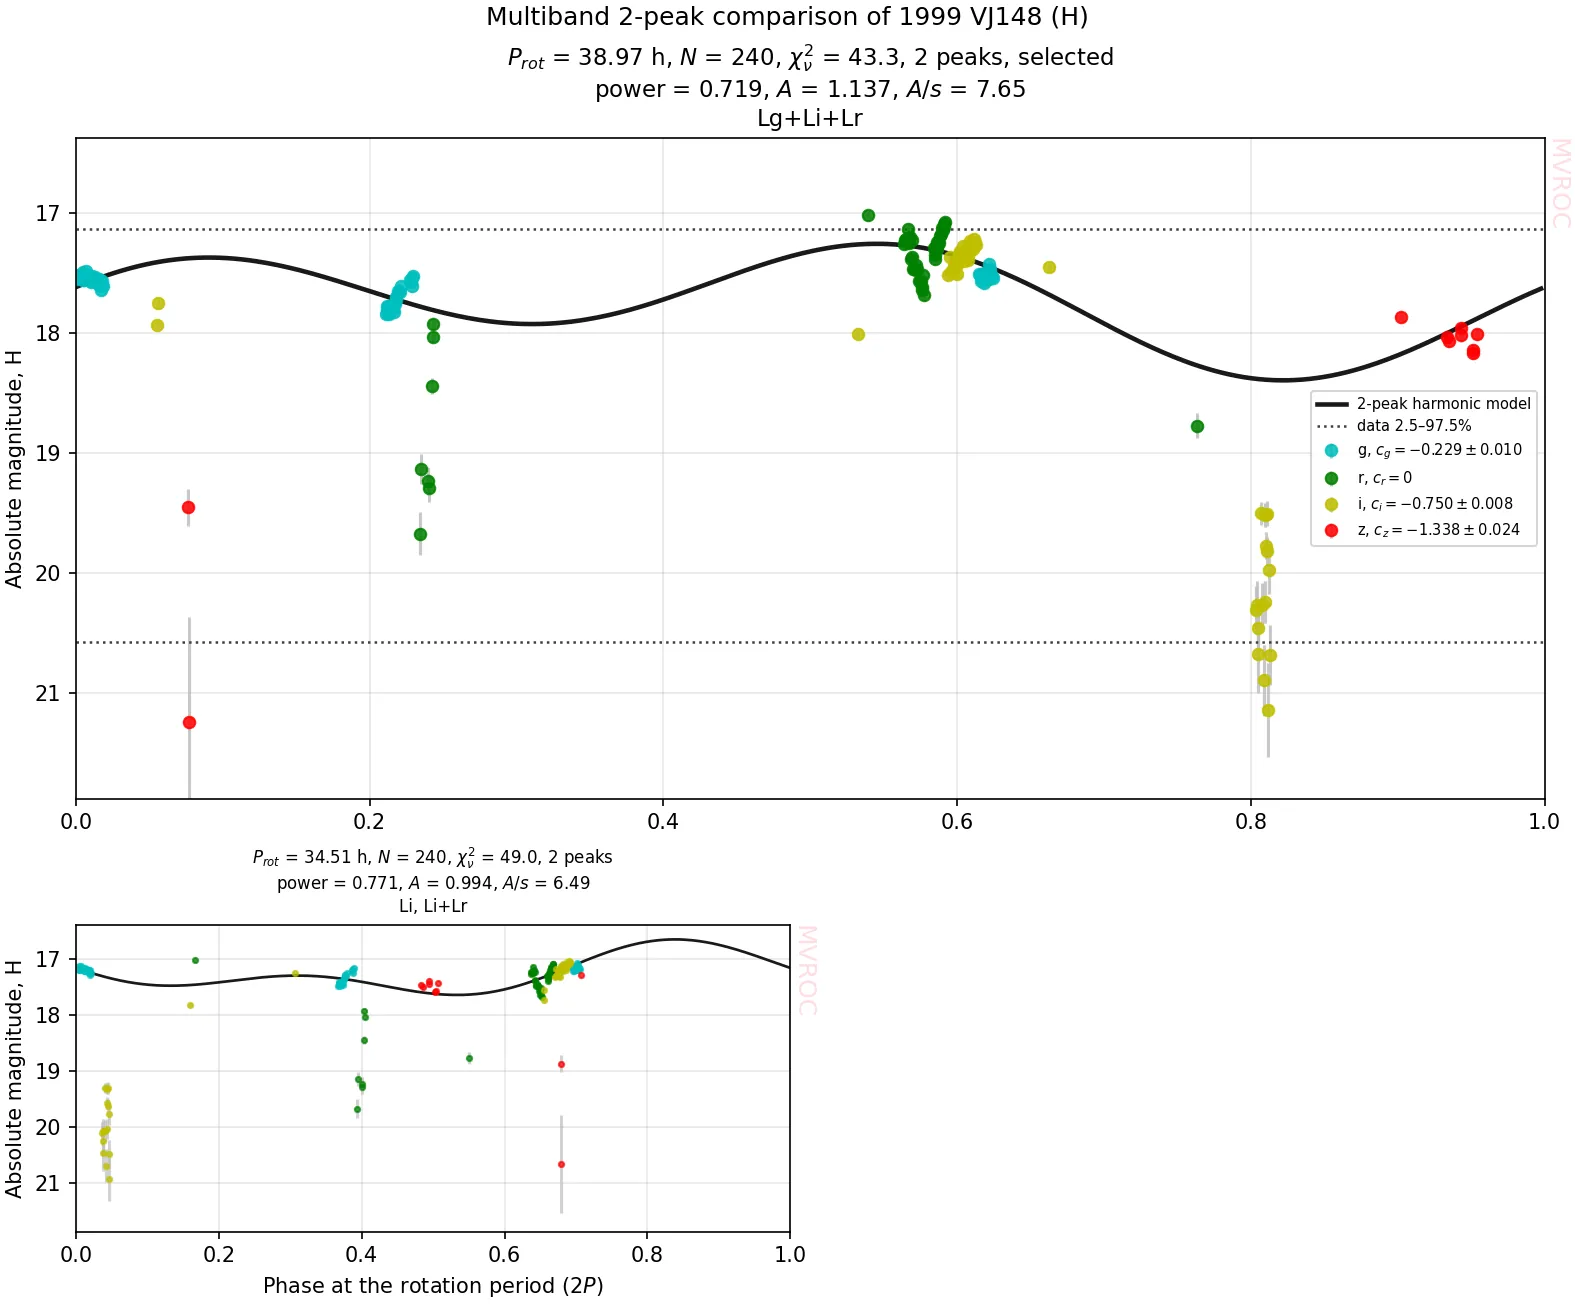 Multiband 2-peak comparison of 1999 VJ148 (H)
P_rot = 38.97 h, N = 240, χ²_ν = 43.3, 2 peaks, selected
power = 0.719, A = 1.137, A/s = 7.65
Lg+Li+Lr
MVROC
Absolute magnitude, H
17
18
19
20
21
2-peak harmonic model
data 2.5–97.5%
g, c_g = −0.229 ± 0.010
r, c_r = 0
i, c_i = −0.750 ± 0.008
z, c_z = −1.338 ± 0.024
0.0 0.2 0.4 0.6 0.8 1.0
P_rot = 34.51 h, N = 240, χ²_ν = 49.0, 2 peaks
power = 0.771, A = 0.994, A/s = 6.49
Li, Li+Lr
MVROC
Absolute magnitude, H
17
18
19
20
21
0.0 0.2 0.4 0.6 0.8 1.0
Phase at the rotation period (2P)